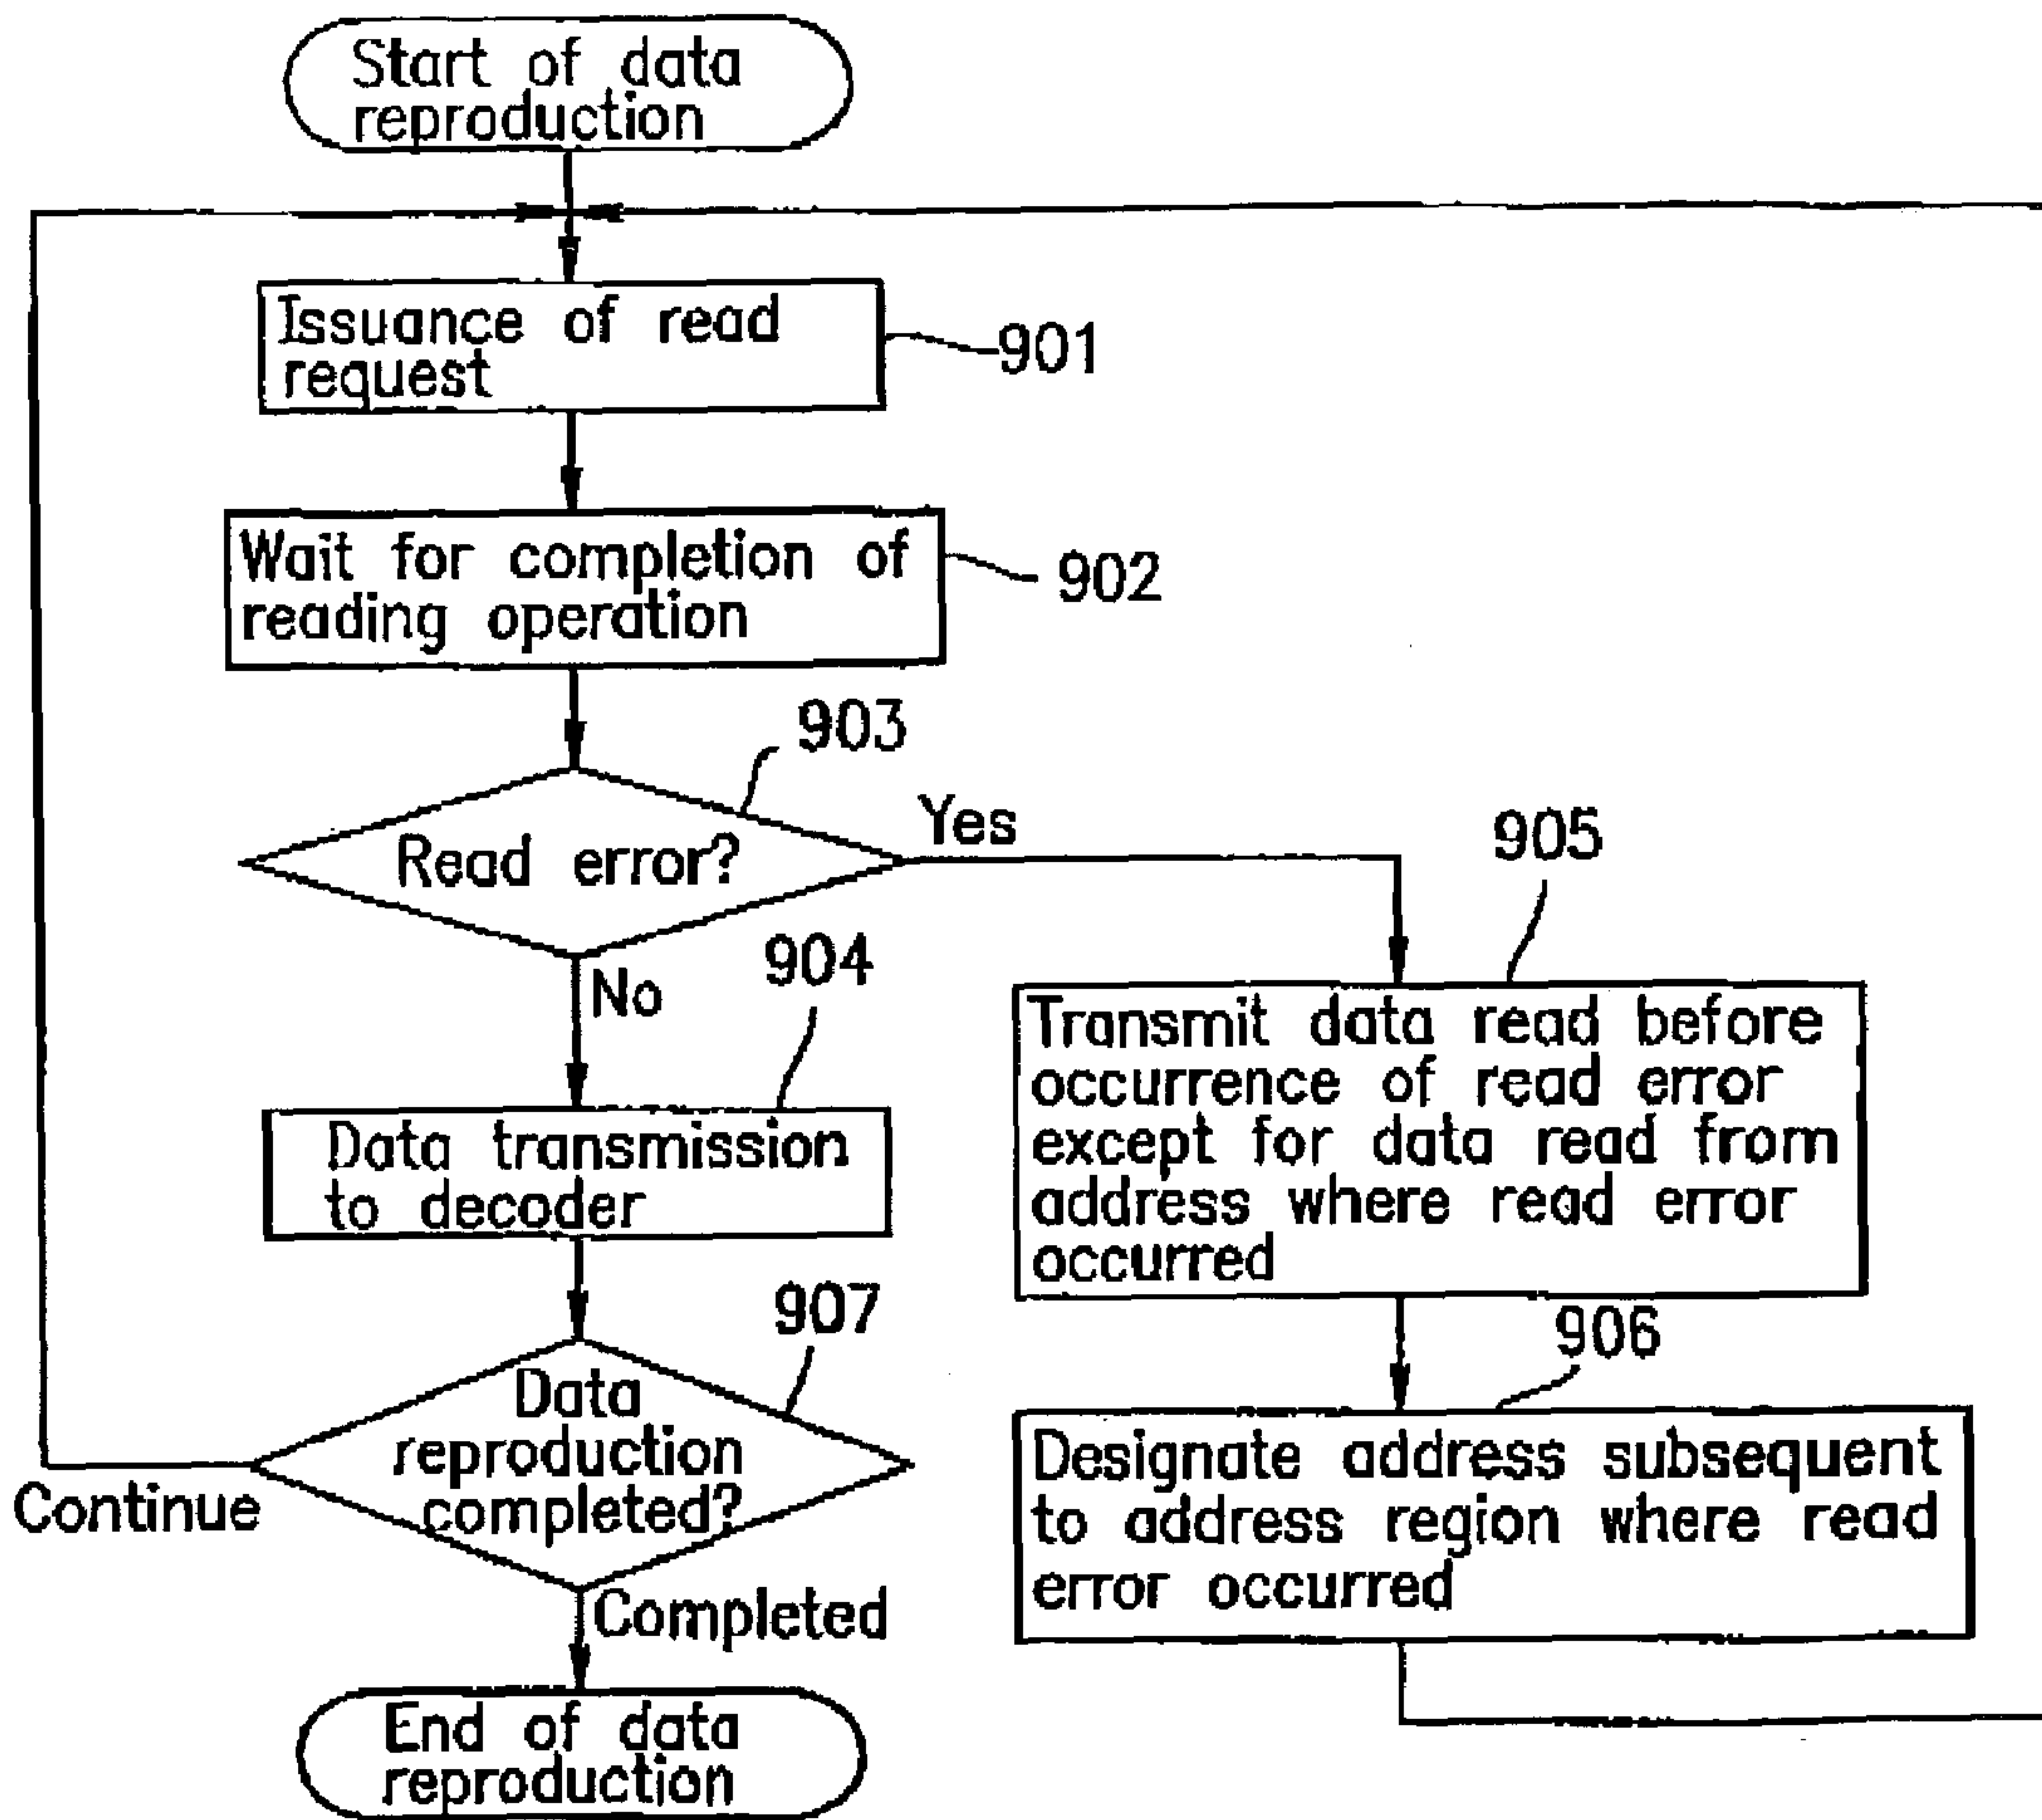 Start of data
reproduction
Issuance of read
request
901
Wait for completion of
reading operation
902
903
Read error?
Yes
No
904
Data transmission
to decoder
905
Transmit data read before
occurrence of read error
except for data read from
address where read error
occurred
906
Designate address subsequent
to address region where read
error occurred
907
Data
reproduction
completed?
Continue
Completed
End of data
reproduction